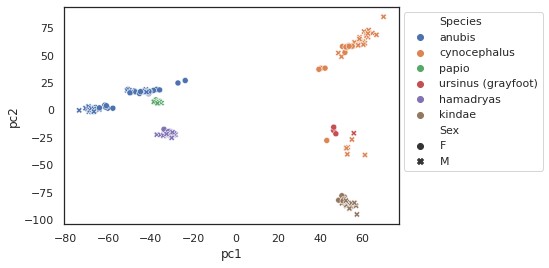 Species
anubis
cynocephalus
papio
ursinus (grayfoot)
hamadryas
kindae
Sex
F
M
75
50
25
0
−25
−50
−75
−100
pc2
−80 −60 −40 −20 0 20 40 60
pc1